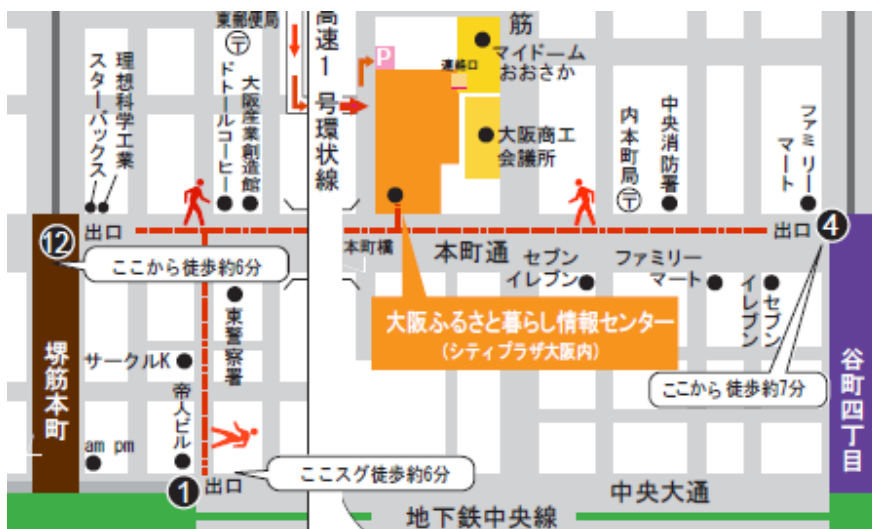 東郵便局
高速1号環状線
筋
P
マイドーム
おおさか
連絡口
理想科学工業
スターバックス
ドトールコーヒー
大阪産業創造館
大阪商工
会議所
内本町局
中央消防署
ファミリー
マート
12
出口
出口
4
本町橋
本町通
ここから徒歩約6分
セブン
イレブン
ファミリー
マート
セブン
イレブン
東警察署
大阪ふるさと暮らし情報センター
(シティプラザ大阪内)
サークルK
堺筋本町
帝人ビル
ここから徒歩約7分
谷町四丁目
am pm
ここスグ徒歩約6分
1
出口
中央大通
地下鉄中央線